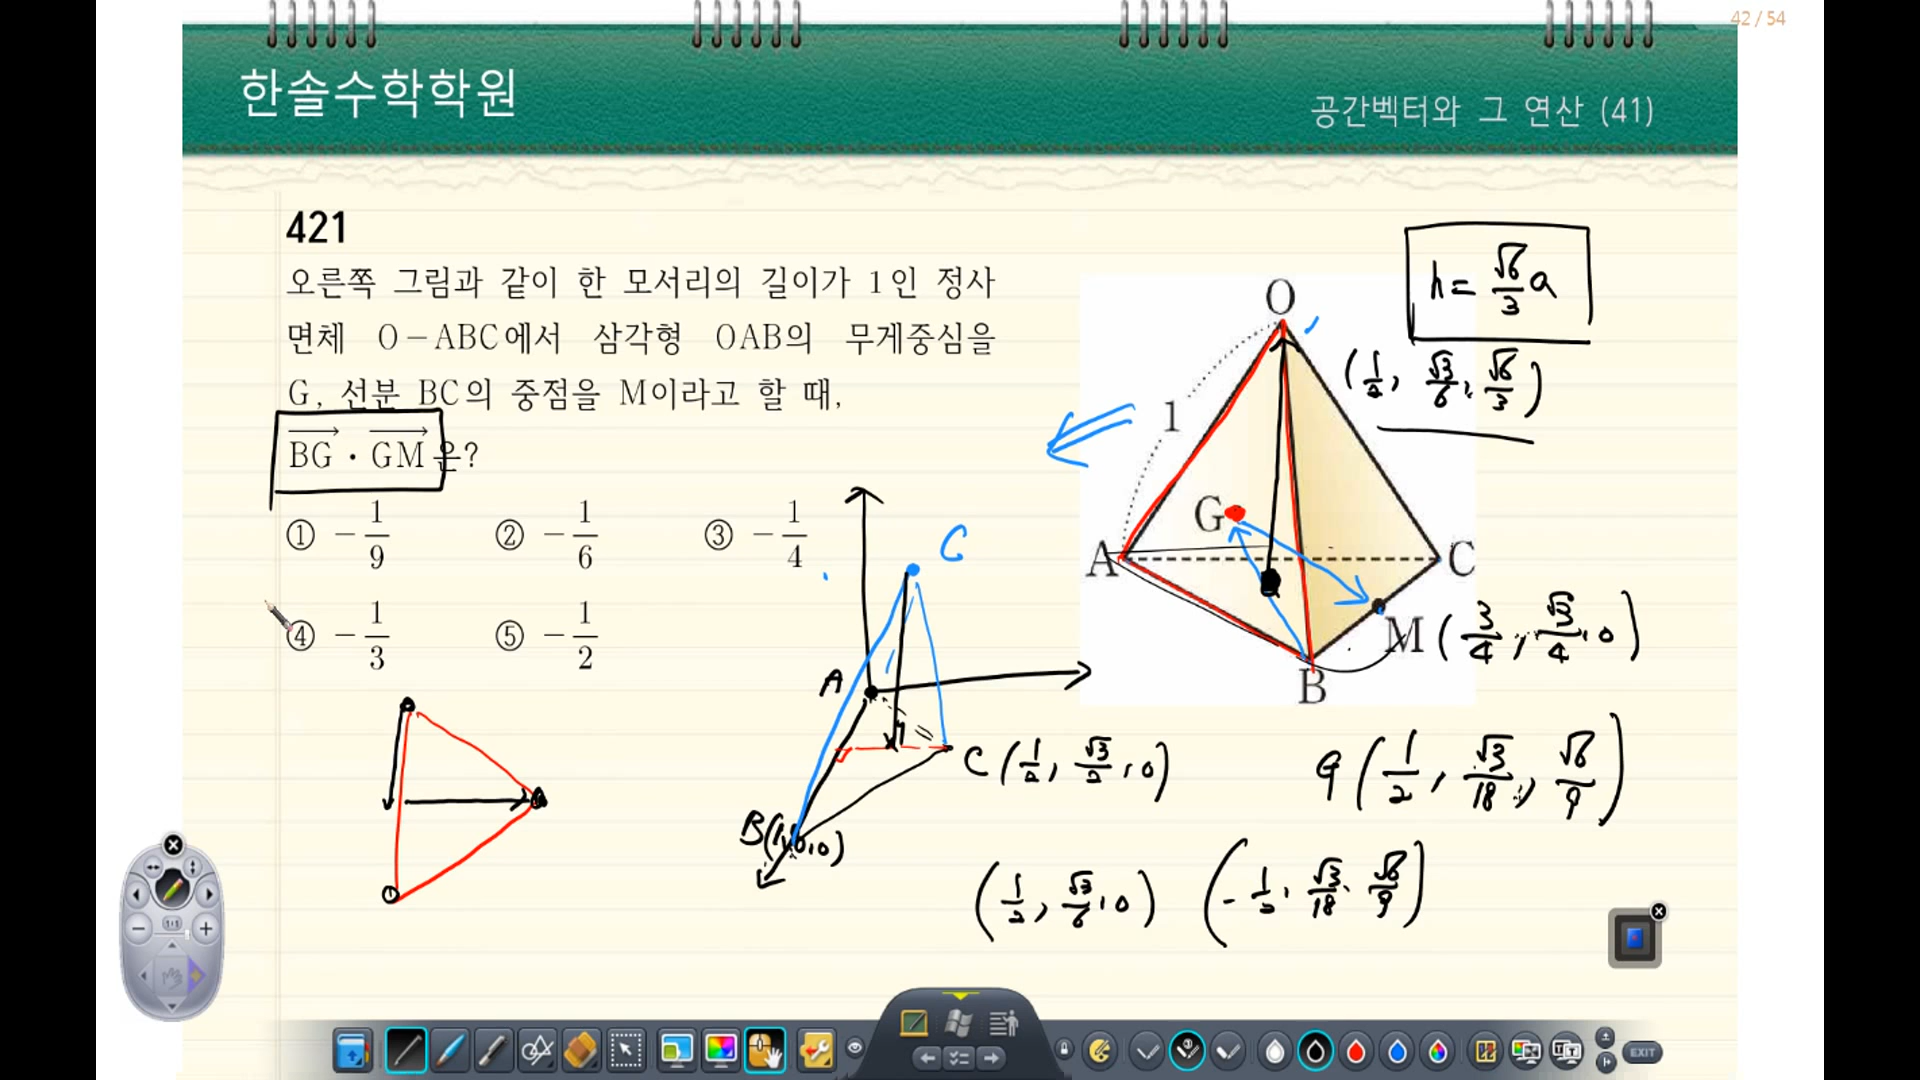 42 / 54
한솔수학학원
공간벡터와 그 연산 (41)
421
오른쪽 그림과 같이 한 모서리의 길이가 1인 정사
면체 O-ABC에서 삼각형 OAB의 무게중심을
G, 선분 BC의 중점을 M이라고 할 때,
BG · GM은?
① -1/9 ② -1/6 ③ -1/4
④ -1/3 ⑤ -1/2
O
1
G
A
C
M
B
h = √6/3 a
(1/2, √3/6, √6/3)
(3/4, √3/4, 0)
C
A
C (1/2, √3/2, 0)
B(1, 0, 0)
G (1/2, √3/18, √6/9)
(1/2, √3/6, 0) (-1/2, √3/18, √6/9)
1:1
EXIT